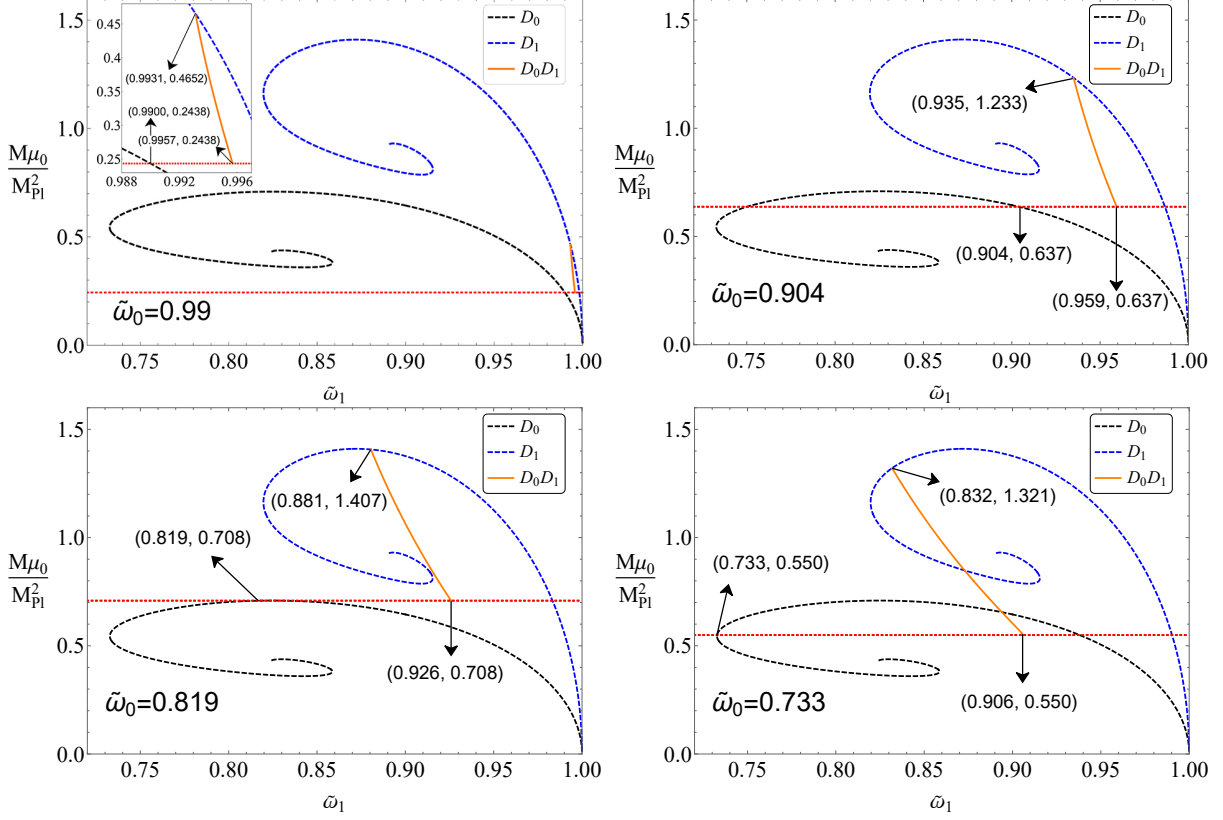 1.5
1.0
0.5
0.0
Mμ₀
M²Pl
0.45
0.4
0.35
0.3
0.25
0.988
0.992
0.996
(0.9931, 0.4652)
(0.9900, 0.2438)
(0.9957, 0.2438)
D₀
D₁
D₀D₁
ω̃₀=0.99
0.75
0.80
0.85
0.90
0.95
1.00
ω̃₁
1.5
1.0
0.5
0.0
Mμ₀
M²Pl
D₀
D₁
D₀D₁
(0.935, 1.233)
(0.904, 0.637)
(0.959, 0.637)
ω̃₀=0.904
0.75
0.80
0.85
0.90
0.95
1.00
ω̃₁
1.5
1.0
0.5
0.0
Mμ₀
M²Pl
D₀
D₁
D₀D₁
(0.881, 1.407)
(0.819, 0.708)
(0.926, 0.708)
ω̃₀=0.819
0.75
0.80
0.85
0.90
0.95
1.00
ω̃₁
1.5
1.0
0.5
0.0
Mμ₀
M²Pl
D₀
D₁
D₀D₁
(0.832, 1.321)
(0.733, 0.550)
(0.906, 0.550)
ω̃₀=0.733
0.75
0.80
0.85
0.90
0.95
1.00
ω̃₁